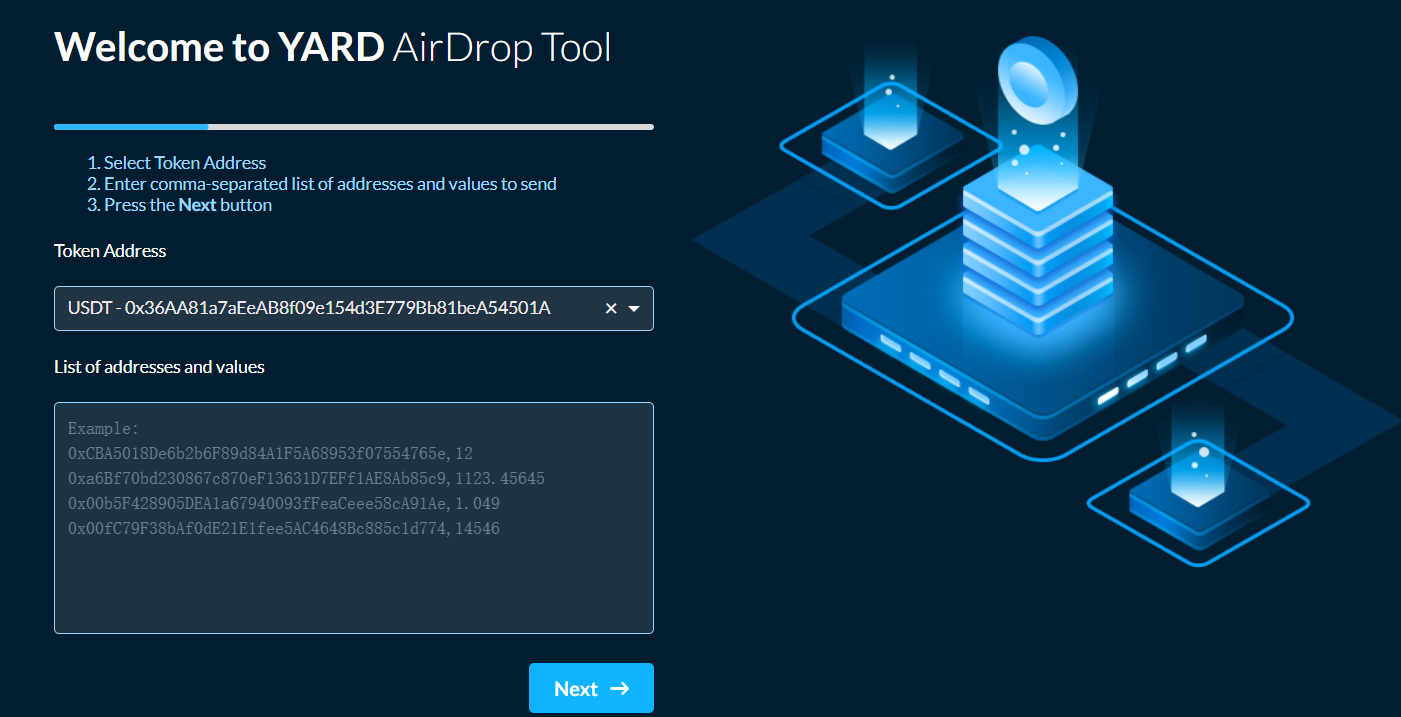 Welcome to YARD AirDrop Tool
1. Select Token Address
2. Enter comma-separated list of addresses and values to send
3. Press the Next button
Token Address
USDT - 0x36AA81a7aEeAB8f09e154d3E779Bb81beA54501A
List of addresses and values
Example:
0xCBA5018De6b2b6F89d84A1F5A68953f07554765e,12
0xa6Bf70bd230867c870eF13631D7EFf1AE8Ab85c9,1123.45645
0x00b5F428905DEA1a67940093fFeaCeee58cA91Ae,1.049
0x00fC79F38bAf0dE21E1fee5AC4648Bc885c1d774,14546
Next